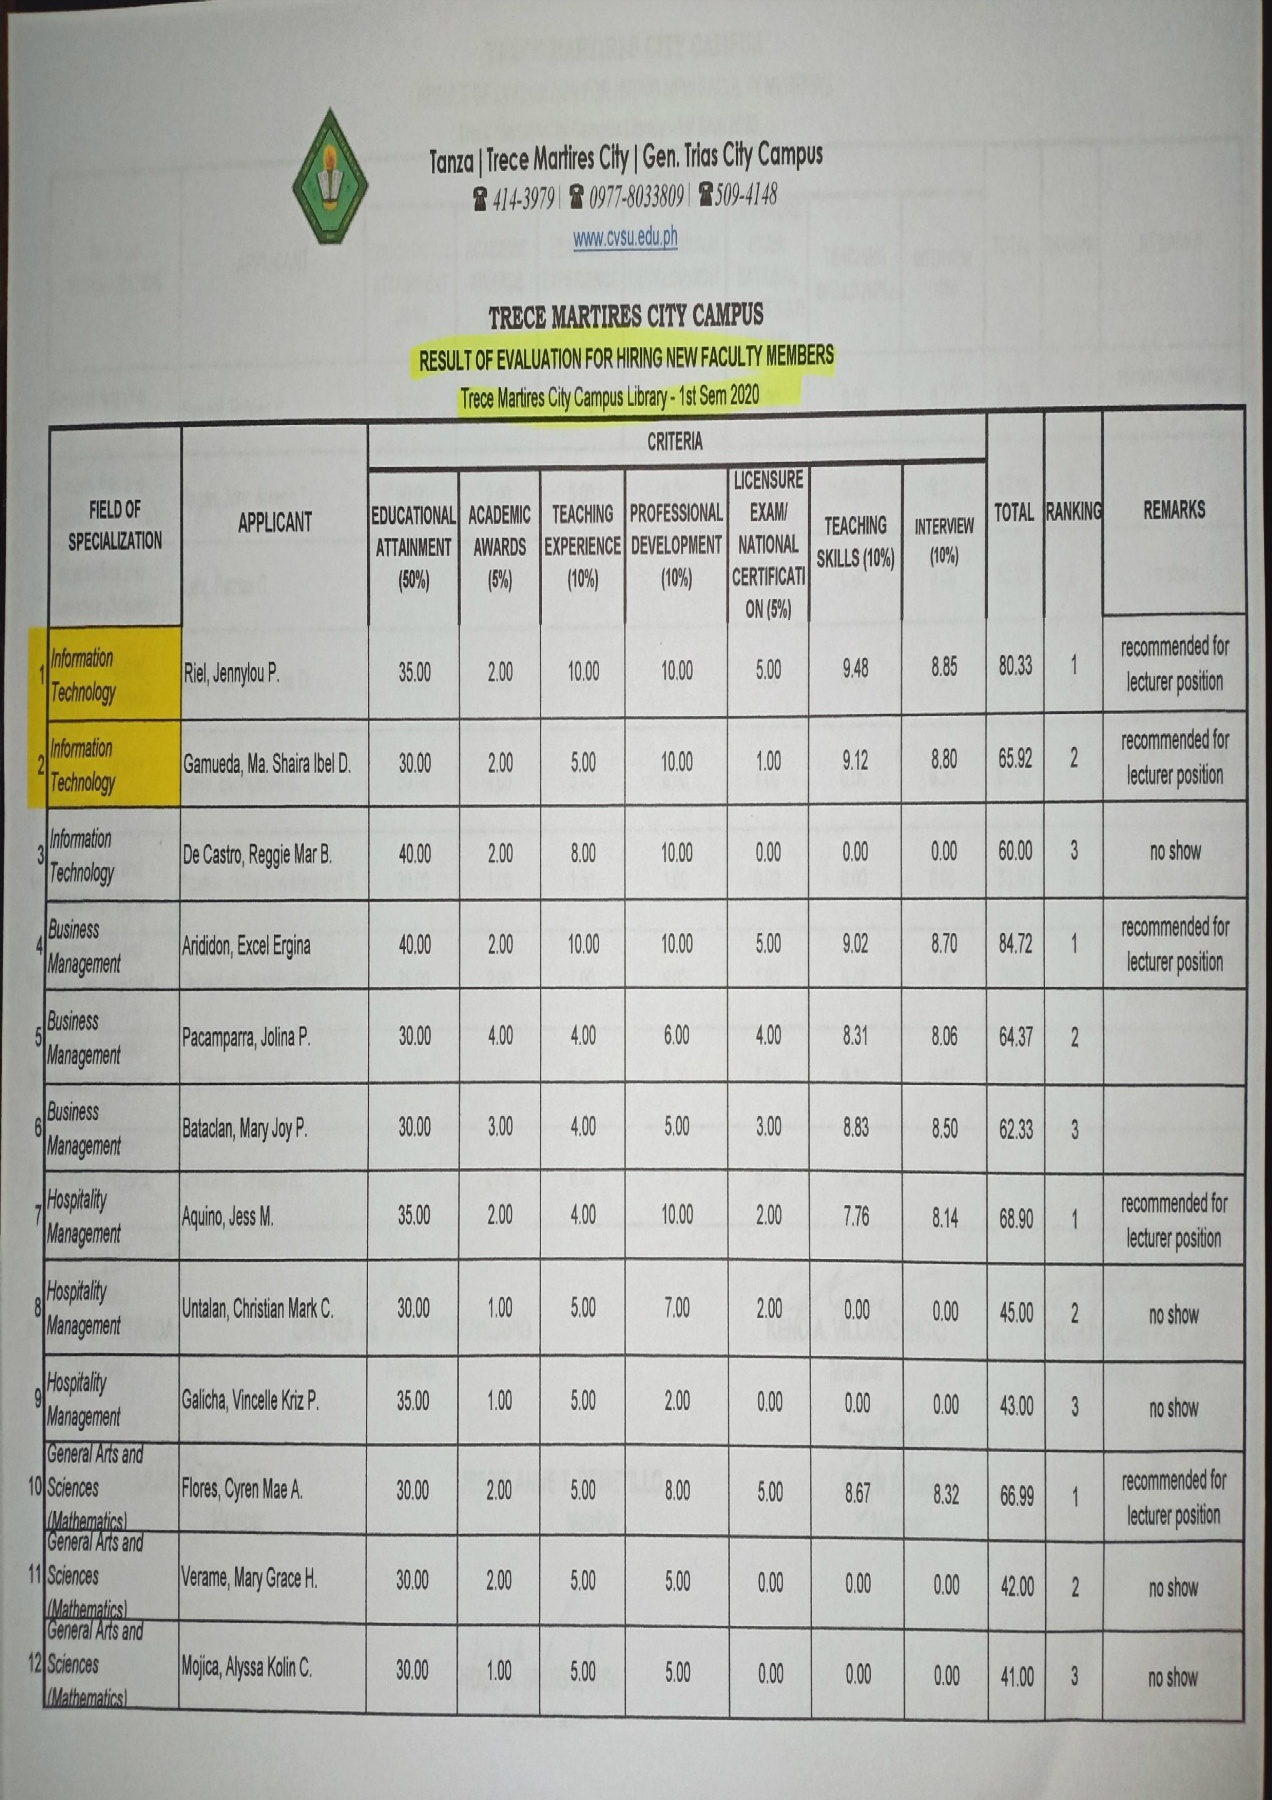 Tanza | Trece Martires City | Gen. Trias City Campus
☎ 414-3979 | ☎ 0977-8033809 | ☎ 509-4148
www.cvsu.edu.ph
TRECE MARTIRES CITY CAMPUS
RESULT OF EVALUATION FOR HIRING NEW FACULTY MEMBERS
Trece Martires City Campus Library - 1st Sem 2020
FIELD OF SPECIALIZATION | APPLICANT | CRITERIA | TOTAL | RANKING | REMARKS
EDUCATIONAL ATTAINMENT (50%) | ACADEMIC AWARDS (5%) | TEACHING EXPERIENCE (10%) | PROFESSIONAL DEVELOPMENT (10%) | LICENSURE EXAM/ NATIONAL CERTIFICATI ON (5%) | TEACHING SKILLS (10%) | INTERVIEW (10%)
1 Information Technology | Riel, Jennylou P. | 35.00 | 2.00 | 10.00 | 10.00 | 5.00 | 9.48 | 8.85 | 80.33 | 1 | recommended for lecturer position
2 Information Technology | Gamueda, Ma. Shaira Ibel D. | 30.00 | 2.00 | 5.00 | 10.00 | 1.00 | 9.12 | 8.80 | 65.92 | 2 | recommended for lecturer position
3 Information Technology | De Castro, Reggie Mar B. | 40.00 | 2.00 | 8.00 | 10.00 | 0.00 | 0.00 | 0.00 | 60.00 | 3 | no show
4 Business Management | Arididon, Excel Ergina | 40.00 | 2.00 | 10.00 | 10.00 | 5.00 | 9.02 | 8.70 | 84.72 | 1 | recommended for lecturer position
5 Business Management | Pacamparra, Jolina P. | 30.00 | 4.00 | 4.00 | 6.00 | 4.00 | 8.31 | 8.06 | 64.37 | 2
6 Business Management | Bataclan, Mary Joy P. | 30.00 | 3.00 | 4.00 | 5.00 | 3.00 | 8.83 | 8.50 | 62.33 | 3
7 Hospitality Management | Aquino, Jess M. | 35.00 | 2.00 | 4.00 | 10.00 | 2.00 | 7.76 | 8.14 | 68.90 | 1 | recommended for lecturer position
8 Hospitality Management | Untalan, Christian Mark C. | 30.00 | 1.00 | 5.00 | 7.00 | 2.00 | 0.00 | 0.00 | 45.00 | 2 | no show
9 Hospitality Management | Galicha, Vincelle Kriz P. | 35.00 | 1.00 | 5.00 | 2.00 | 0.00 | 0.00 | 0.00 | 43.00 | 3 | no show
10 General Arts and Sciences (Mathematics) | Flores, Cyren Mae A. | 30.00 | 2.00 | 5.00 | 8.00 | 5.00 | 8.67 | 8.32 | 66.99 | 1 | recommended for lecturer position
11 General Arts and Sciences (Mathematics) | Verame, Mary Grace H. | 30.00 | 2.00 | 5.00 | 5.00 | 0.00 | 0.00 | 0.00 | 42.00 | 2 | no show
12 General Arts and Sciences (Mathematics) | Mojica, Alyssa Kolin C. | 30.00 | 1.00 | 5.00 | 5.00 | 0.00 | 0.00 | 0.00 | 41.00 | 3 | no show